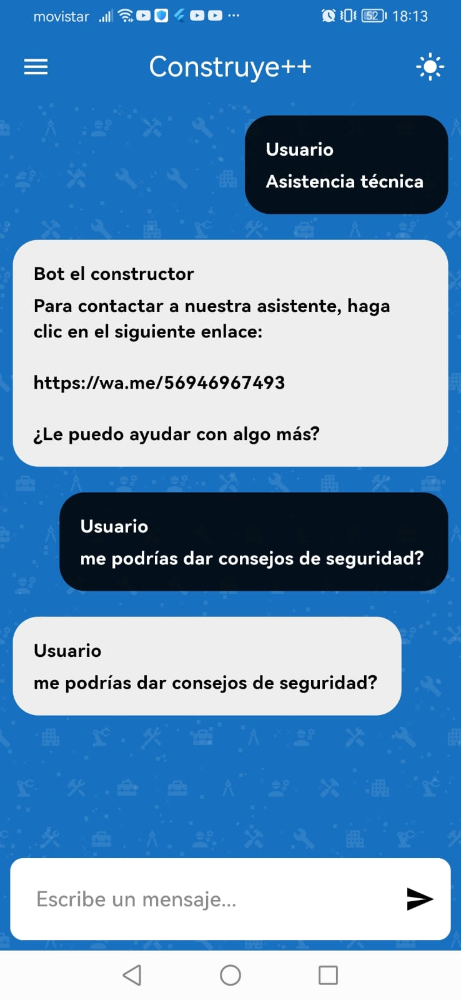 movistar
52
18:13
Construye++
Usuario
Asistencia técnica
Bot el constructor
Para contactar a nuestra asistente, haga
clic en el siguiente enlace:
https://wa.me/56946967493
¿Le puedo ayudar con algo más?
Usuario
me podrías dar consejos de seguridad?
Usuario
me podrías dar consejos de seguridad?
Escribe un mensaje...